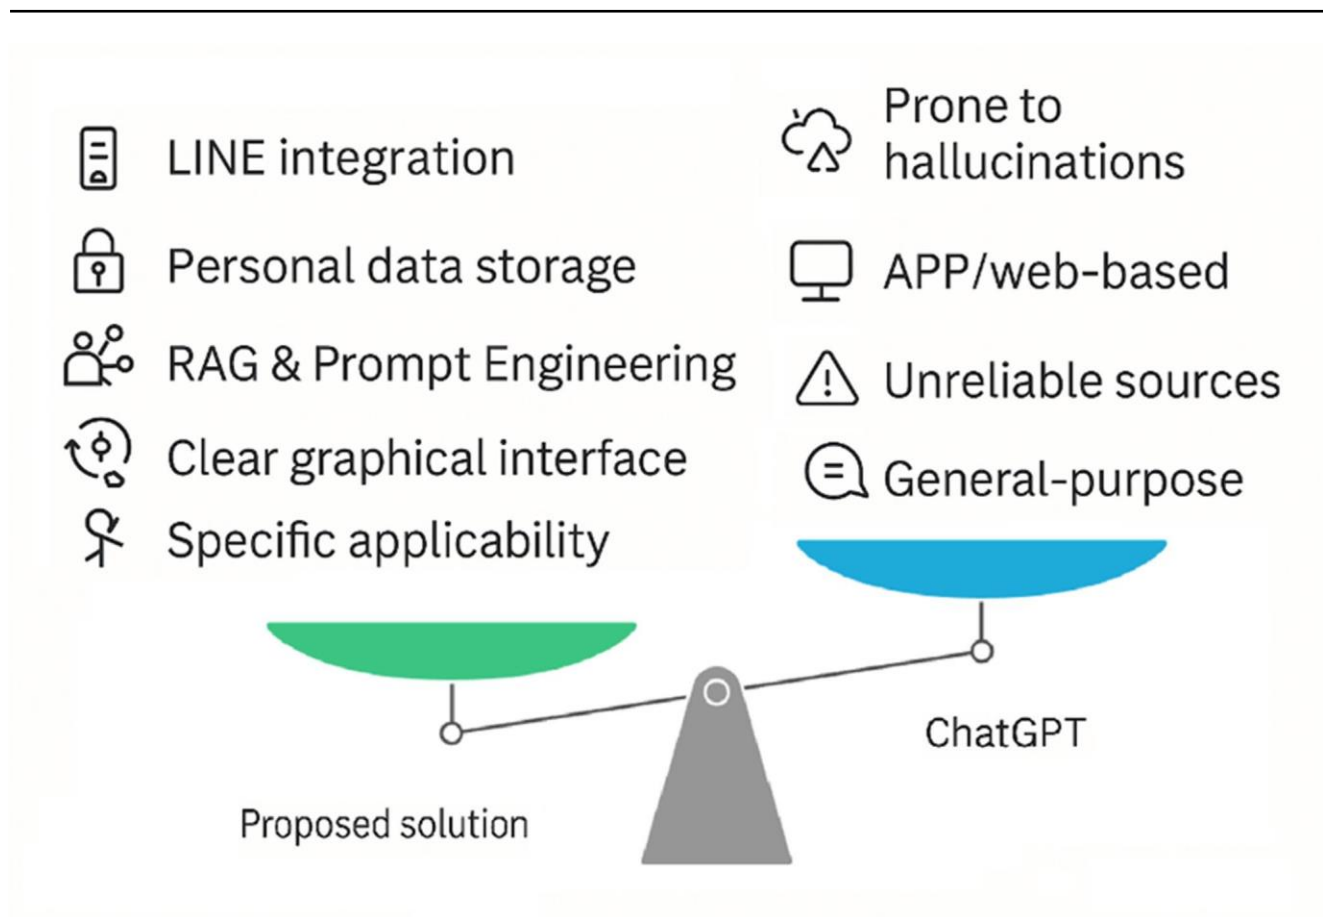 LINE integration
Personal data storage
RAG & Prompt Engineering
Clear graphical interface
Specific applicability
Prone to
hallucinations
APP/web-based
Unreliable sources
General-purpose
Proposed solution
ChatGPT